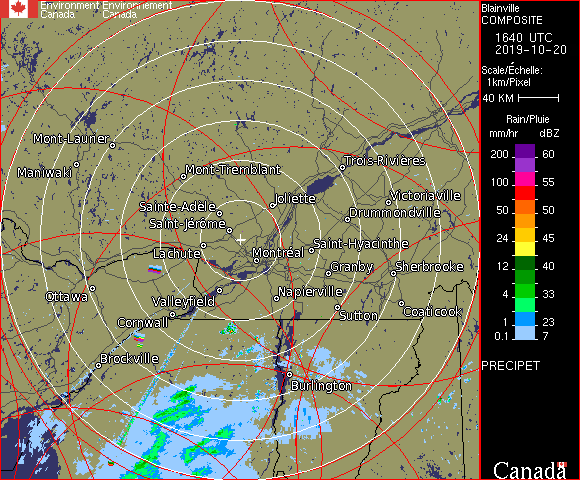 Environment Environnement
Canada Canada
Blainville
COMPOSITE
1640 UTC
2019-10-20
Scale/Échelle:
1km/Pixel
40 KM
Rain/Pluie
mm/hr dBZ
200 60
100 55
50 50
24 45
12 40
4 33
1 23
0.1 7
PRECIPET
Canada
Mont-Laurier
Maniwaki
Mont-Tremblant
Trois-Rivières
Joliette
Victoriaville
Sainte-Adèle
Drummondville
Saint-Jérôme
Lachute
Montréal
Saint-Hyacinthe
Granby
Sherbrooke
Ottawa
Valleyfield
Napierville
Cornwall
Sutton
Coaticook
Brockville
Burlington